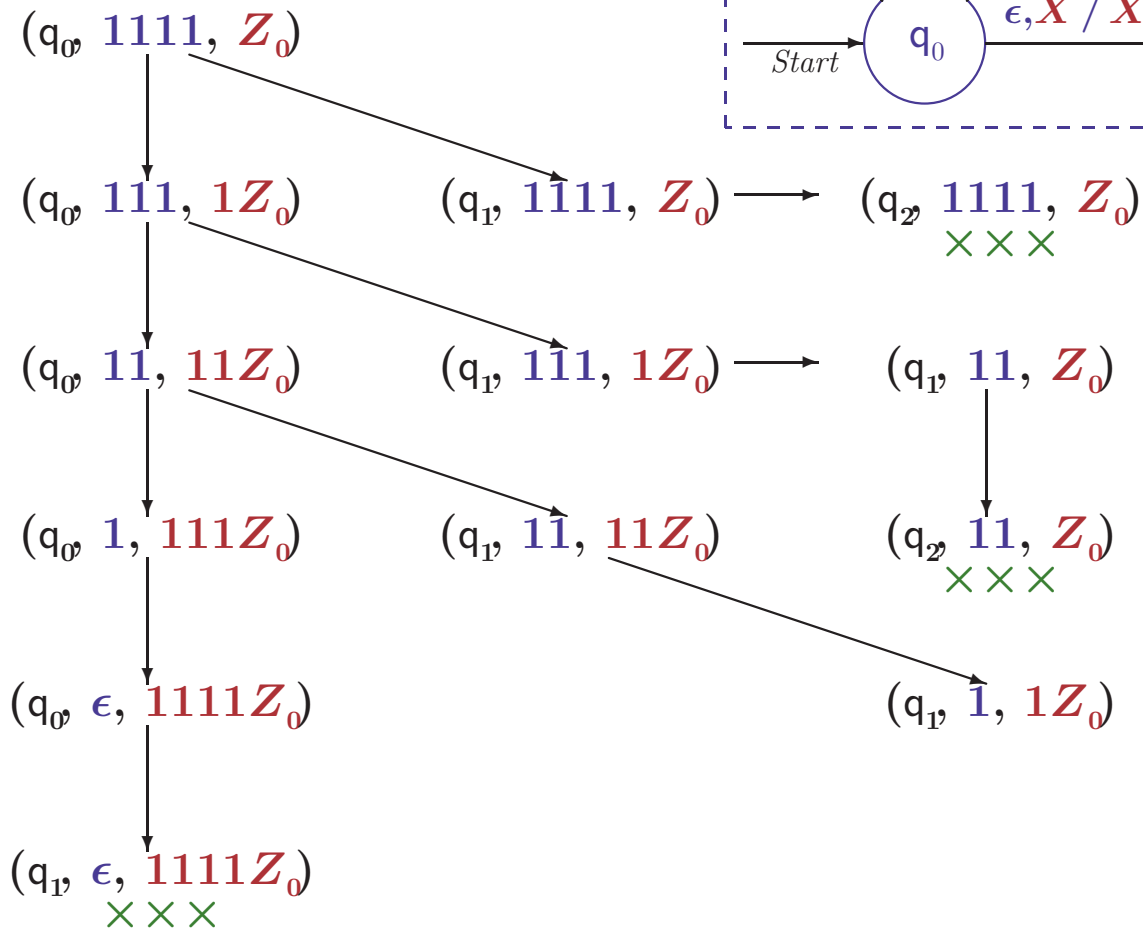 (q₀, 1111, Z₀) ϵ, X / X
Start q₀
(q₀, 111, 1Z₀) (q₁, 1111, Z₀) (q₂, 1111, Z₀)
×××
(q₀, 11, 11Z₀) (q₁, 111, 1Z₀) (q₁, 11, Z₀)
(q₀, 1, 111Z₀) (q₁, 11, 11Z₀) (q₂, 11, Z₀)
×××
(q₀, ϵ, 1111Z₀) (q₁, 1, 1Z₀)
(q₁, ϵ, 1111Z₀)
×××